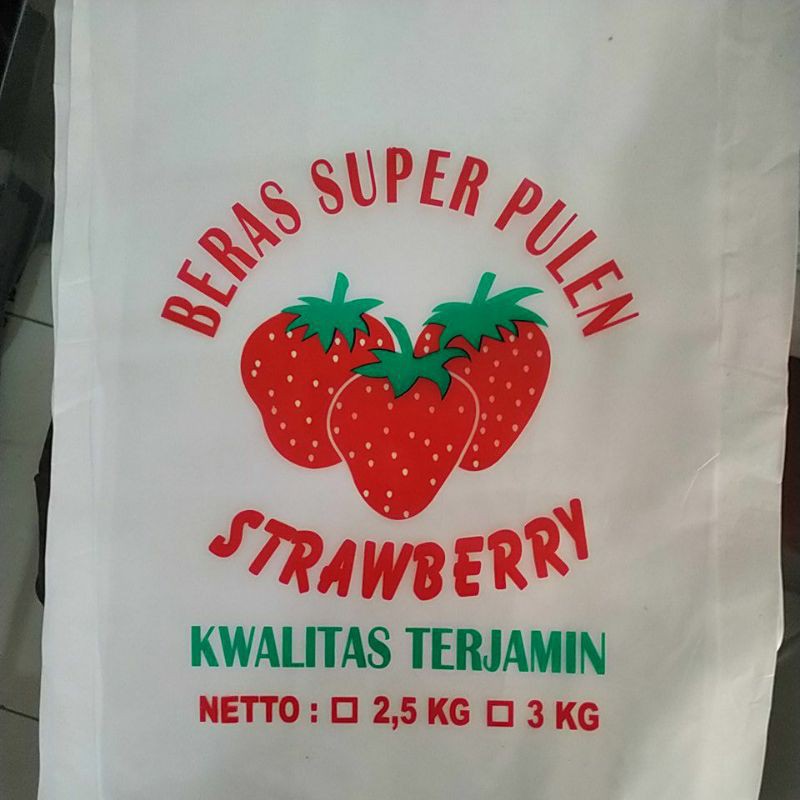 BERAS SUPER PULEN
STRAWBERRY
KWALITAS TERJAMIN
NETTO : ☐ 2,5 KG ☐ 3 KG